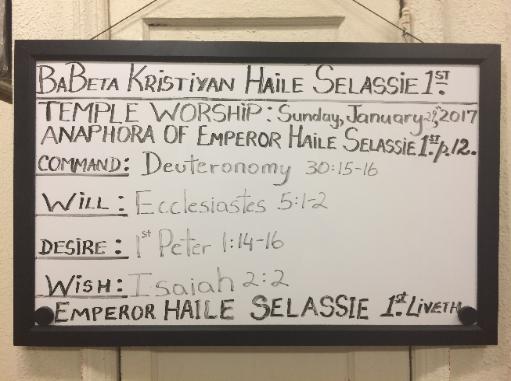 BABETA KRISTIYAN HAILE SELASSIE 1ST.
TEMPLE WORSHIP: Sunday, January , 2017
ANAPHORA OF EMPEROR HAILE SELASSIE 1st. p.12.
COMMAND: Deuteronomy 30:15-16
WILL: Ecclesiastes 5:1-2
DESIRE: 1st Peter 1:14-16
WISH: Isaiah 2:2
EMPEROR HAILE SELASSIE 1st. LIVETH